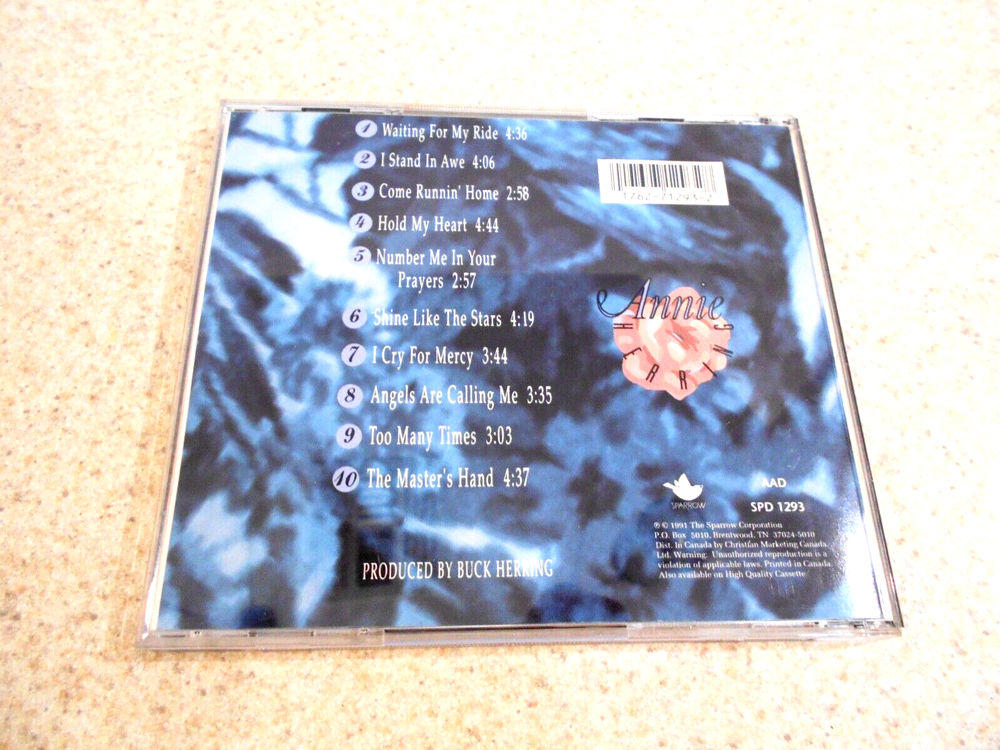 1 Waiting For My Ride 4:36
2 I Stand In Awe 4:06
3 Come Runnin' Home 2:58
4 Hold My Heart 4:44
5 Number Me In Your
Prayers 2:57
6 Shine Like The Stars 4:19
7 I Cry For Mercy 3:44
8 Angels Are Calling Me 3:35
9 Too Many Times 3:03
10 The Master's Hand 4:37
PRODUCED BY BUCK HERRING
1762-71293-2
Annie
HERRING
SPARROW
AAD
SPD 1293
℗ © 1991 The Sparrow Corporation
P.O. Box 5010, Brentwood, TN 37024-5010
Dist. In Canada by Christian Marketing Canada,
Ltd. Warning: Unauthorized reproduction is a
violation of applicable laws. Printed in Canada.
Also available on High Quality Cassette